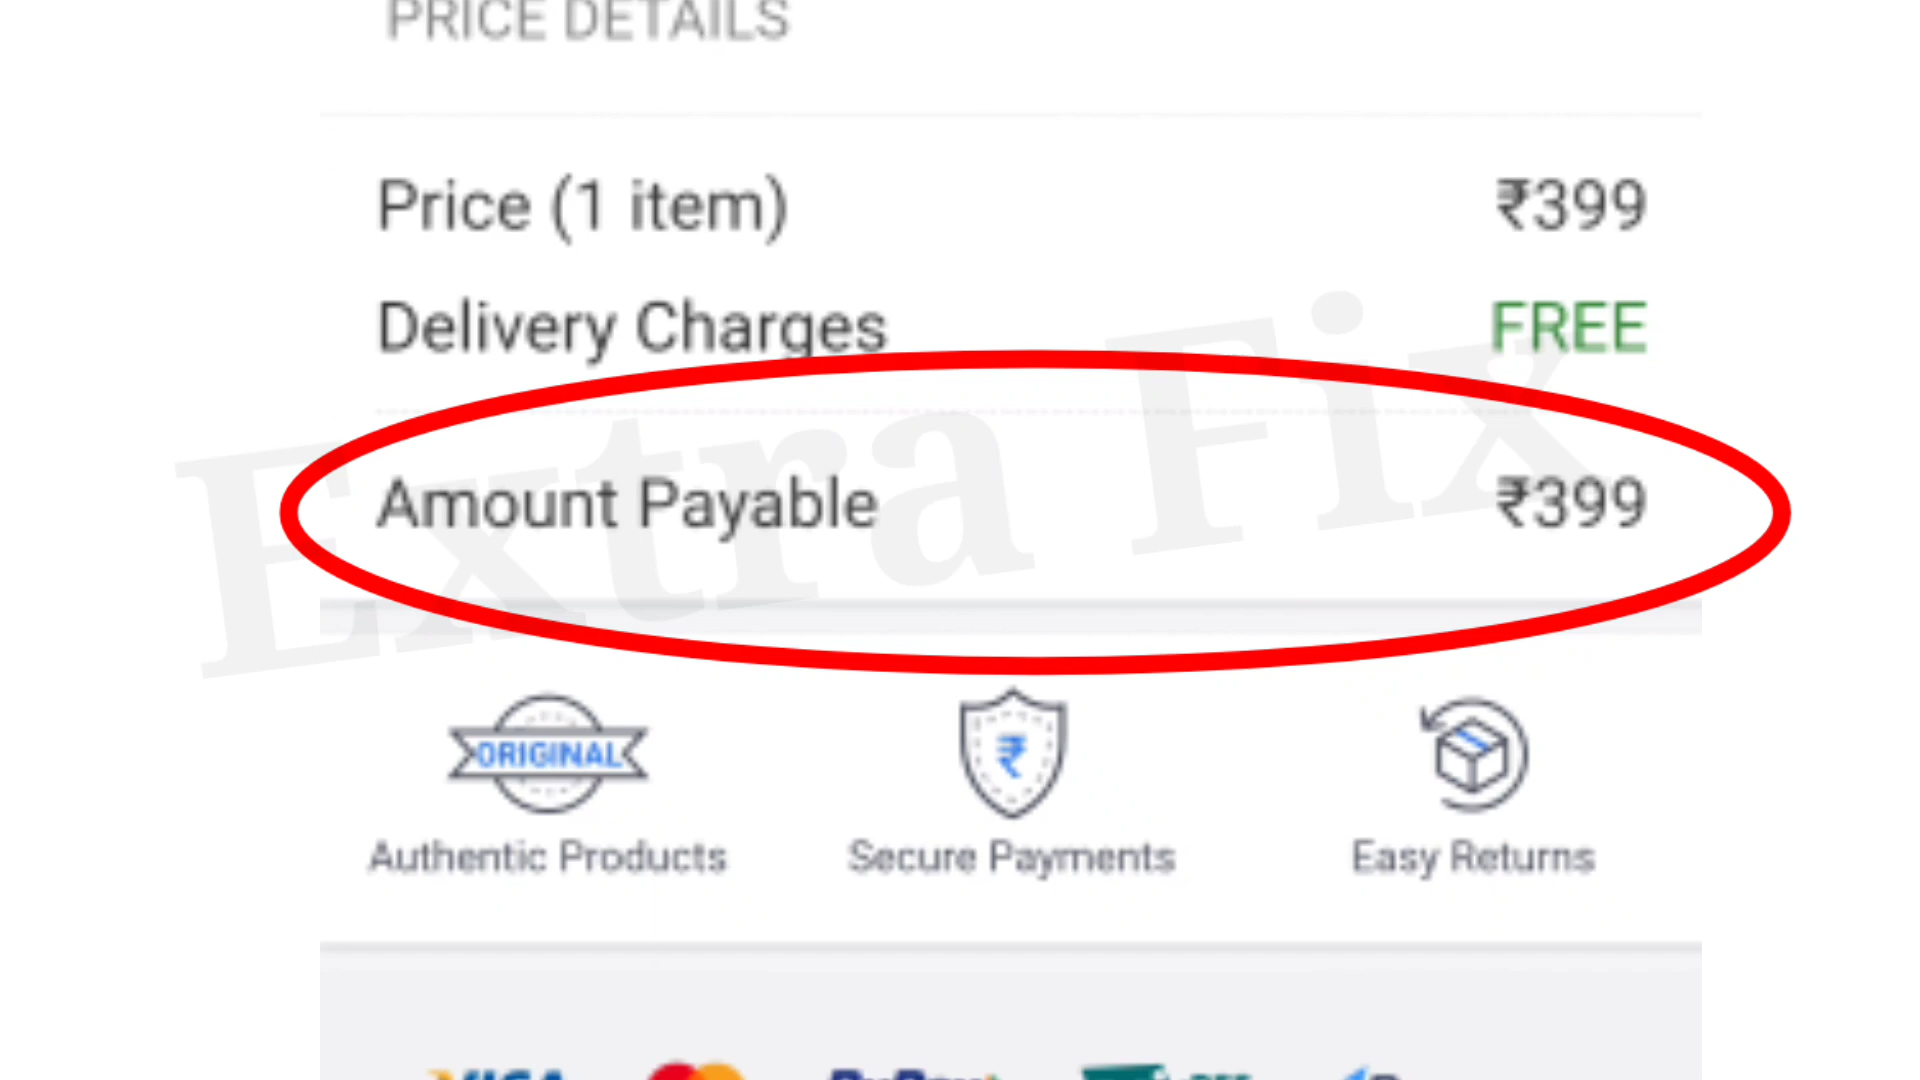 PRICE DETAILS
Price (1 item) ₹399
Delivery Charges FREE
Extra Fix
Amount Payable ₹399
ORIGINAL
₹
Authentic Products Secure Payments Easy Returns
VISA